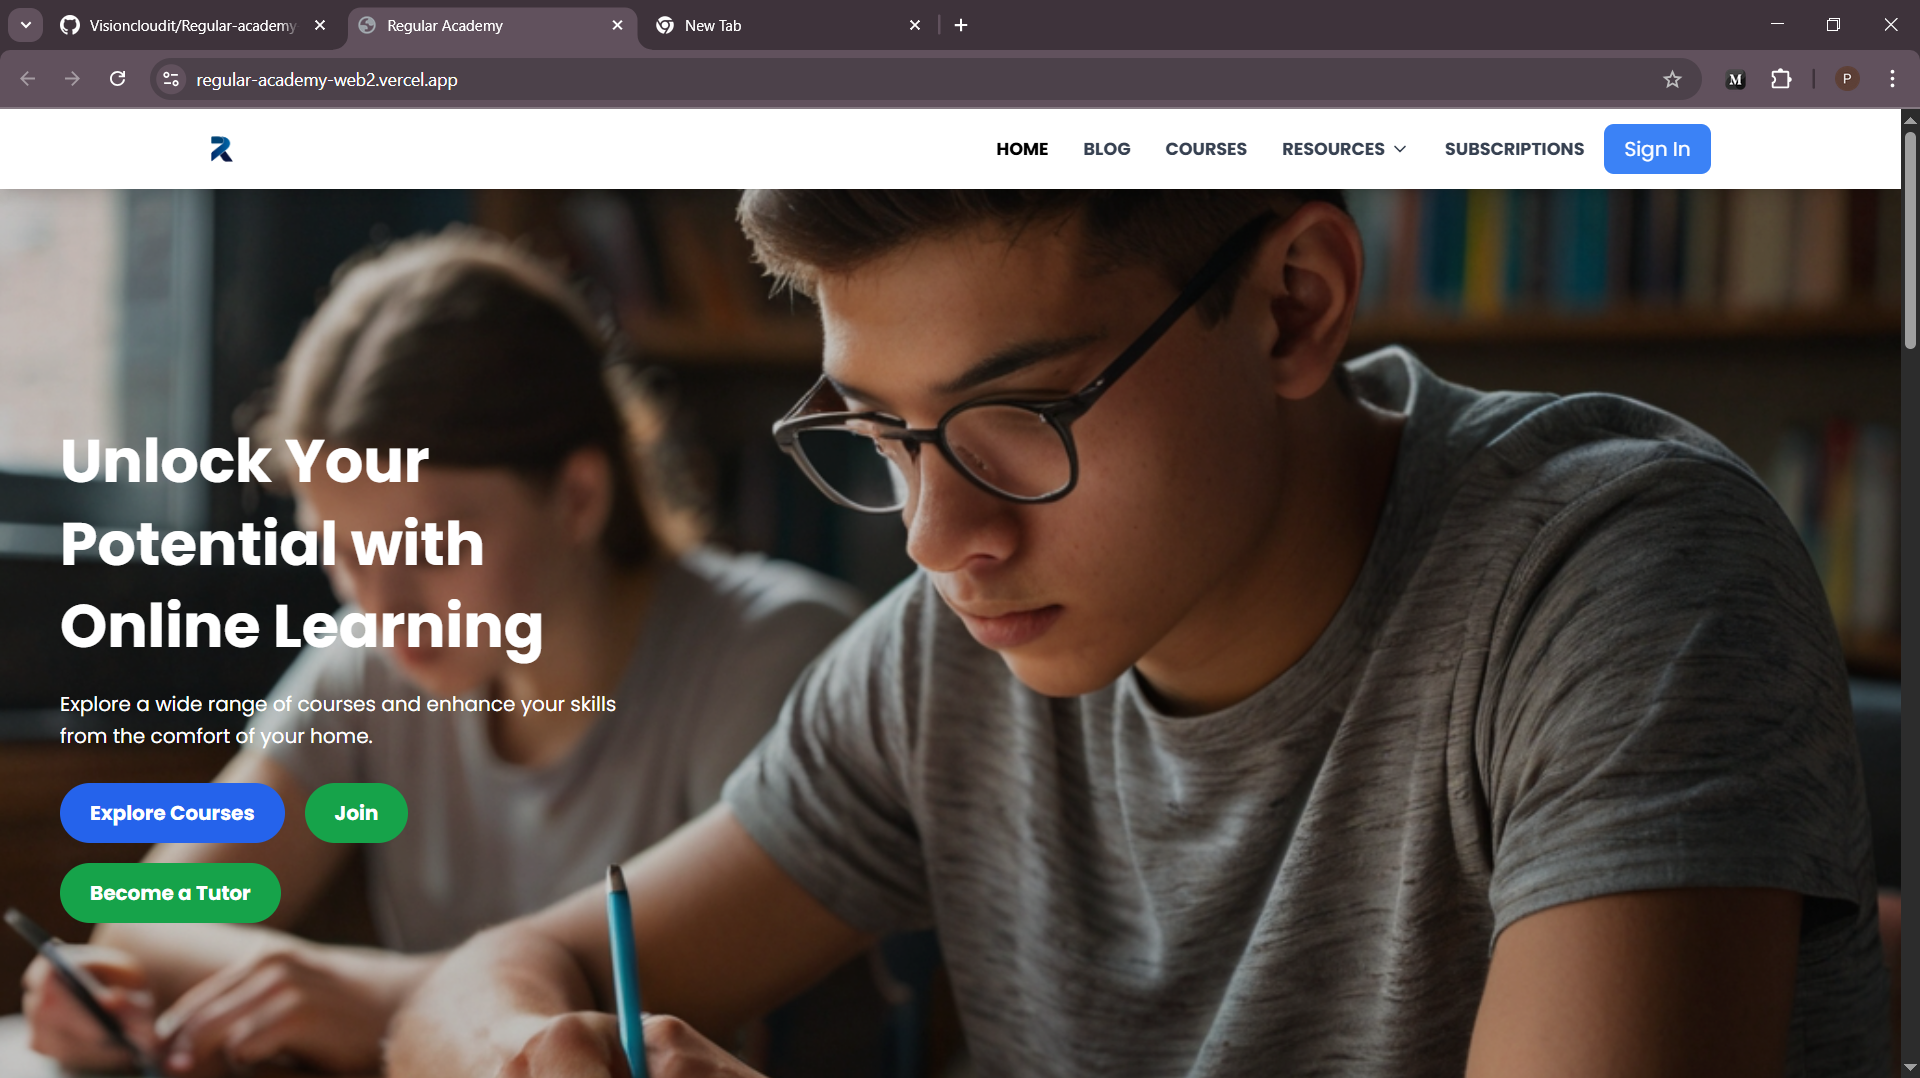 Visioncloudit/Regular-academy
Regular Academy
New Tab
regular-academy-web2.vercel.app
M
P
R
HOME
BLOG
COURSES
RESOURCES
SUBSCRIPTIONS
Sign In
Unlock Your
Potential with
Online Learning
Explore a wide range of courses and enhance your skills
from the comfort of your home.
Explore Courses
Join
Become a Tutor